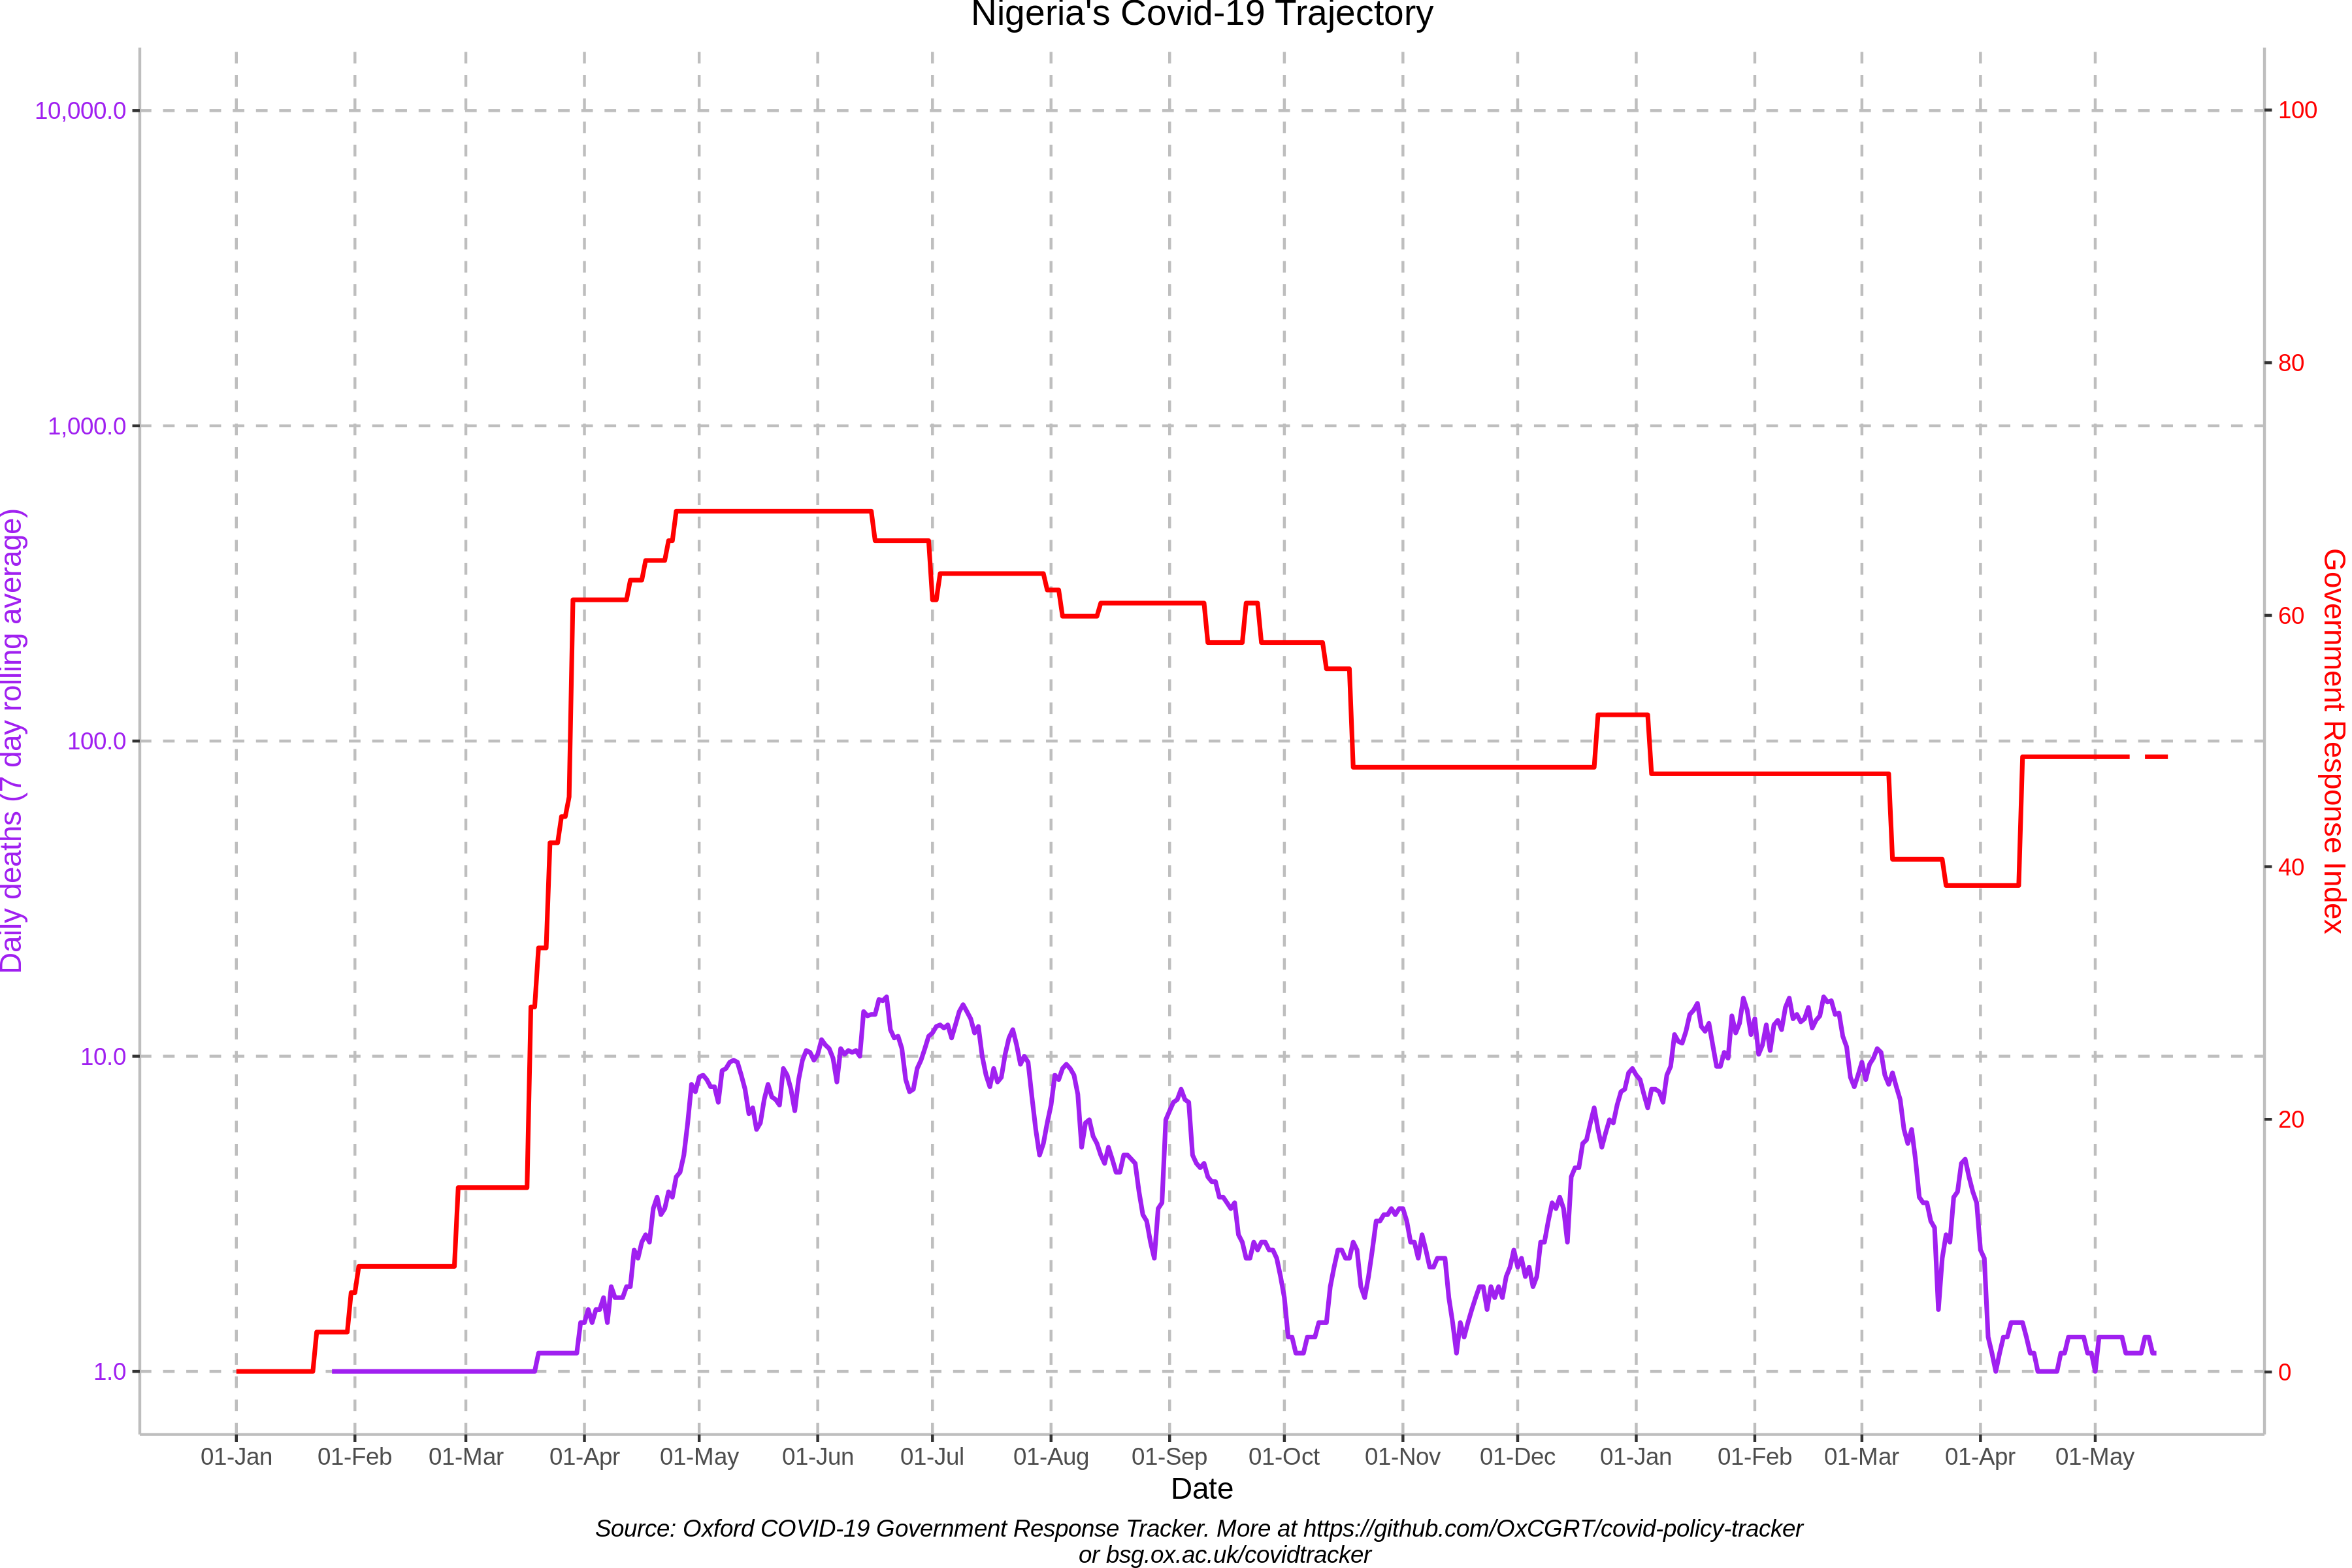 Nigeria's Covid-19 Trajectory
10,000.0
1,000.0
100.0
10.0
1.0
Daily deaths (7 day rolling average)
100
80
60
40
20
0
Government Response Index
01-Jan 01-Feb 01-Mar 01-Apr 01-May 01-Jun 01-Jul 01-Aug 01-Sep 01-Oct 01-Nov 01-Dec 01-Jan 01-Feb 01-Mar 01-Apr 01-May
Date
Source: Oxford COVID-19 Government Response Tracker. More at https://github.com/OxCGRT/covid-policy-tracker
or bsg.ox.ac.uk/covidtracker